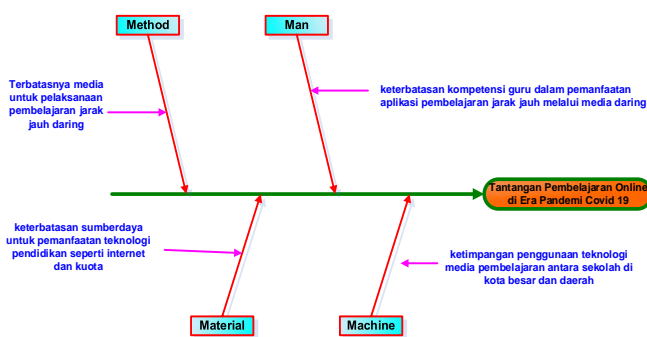 Method
Man
Terbatasnya media
untuk pelaksanaan
pembelajaran jarak
jauh daring
keterbatasan kompetensi guru dalam pemanfaatan
aplikasi pembelajaran jarak jauh melalui media daring
Tantangan Pembelajaran Online
di Era Pandemi Covid 19
keterbatasan sumberdaya
untuk pemanfaatan teknologi
pendidikan seperti internet
dan kuota
ketimpangan penggunaan teknologi
media pembelajaran antara sekolah di
kota besar dan daerah
Material
Machine